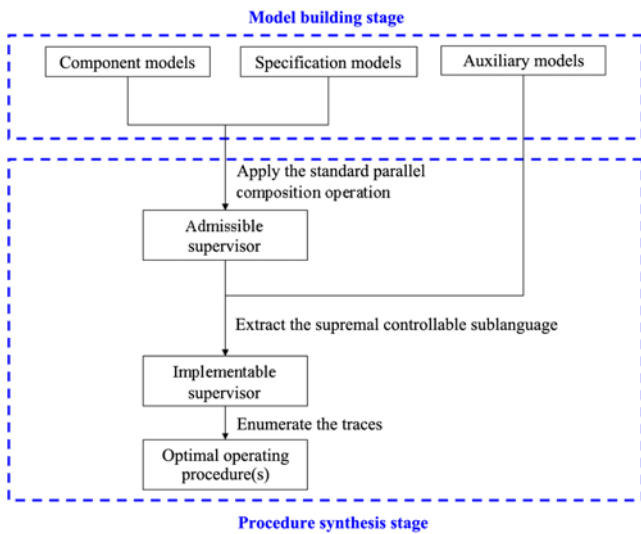 Model building stage
Component models
Specification models
Auxiliary models
Apply the standard parallel
composition operation
Admissible
supervisor
Extract the supremal controllable sublanguage
Implementable
supervisor
Enumerate the traces
Optimal operating
procedure(s)
Procedure synthesis stage